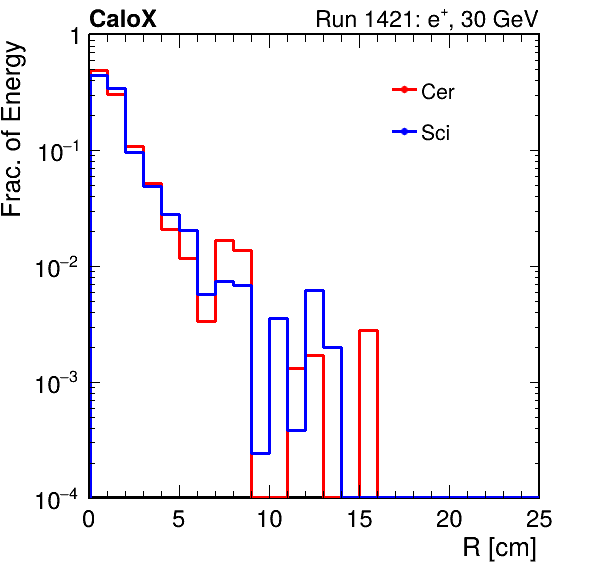 CaloX
Run 1421: e⁺, 30 GeV
Frac. of Energy
1
10⁻¹
10⁻²
10⁻³
10⁻⁴
Cer
Sci
0 5 10 15 20 25
R [cm]